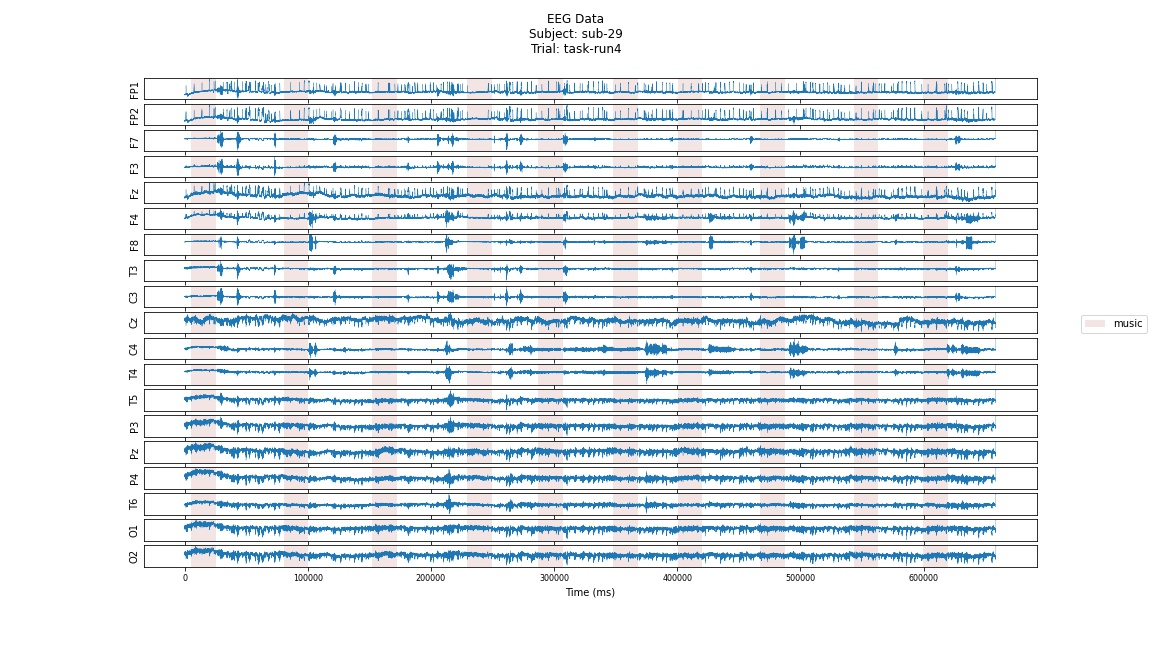 EEG Data
Subject: sub-29
Trial: task-run4
FP1
FP2
F7
F3
Fz
F4
F8
T3
C3
Cz
C4
T4
T5
P3
Pz
P4
T6
O1
O2
music
0 100000 200000 300000 400000 500000 600000
Time (ms)